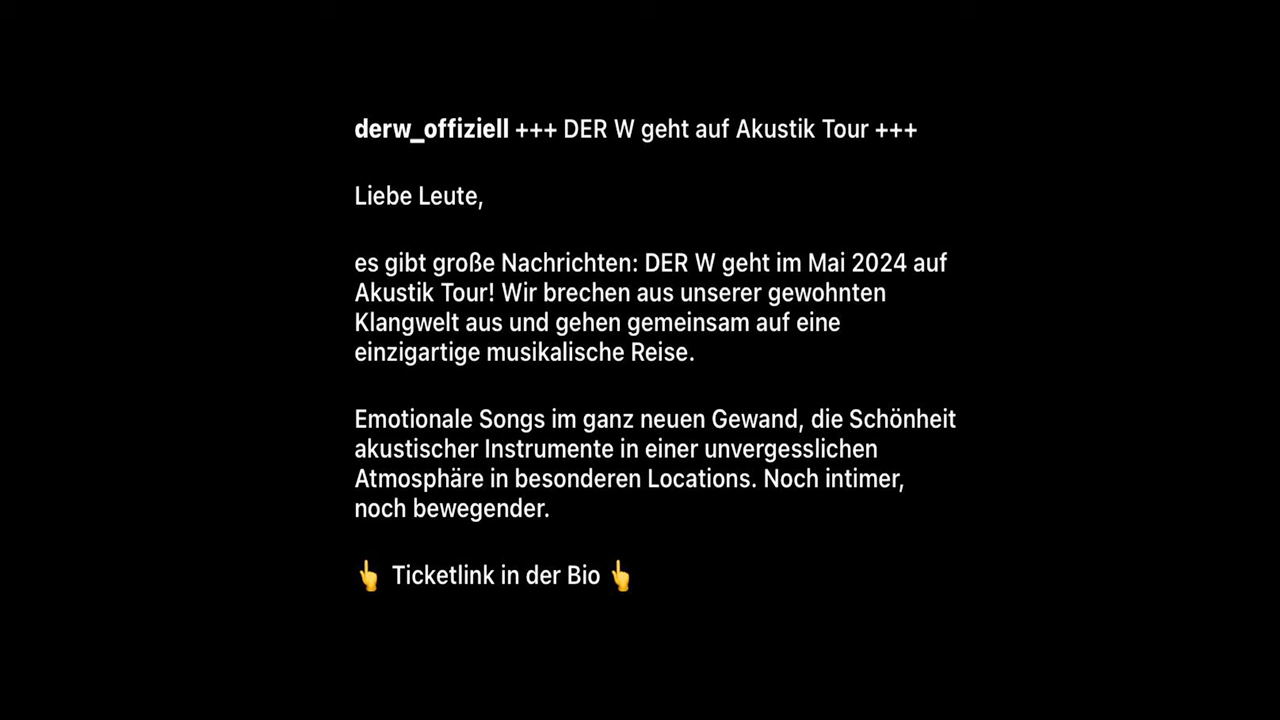 derw_offiziell +++ DER W geht auf Akustik Tour +++
Liebe Leute,
es gibt große Nachrichten: DER W geht im Mai 2024 auf
Akustik Tour! Wir brechen aus unserer gewohnten
Klangwelt aus und gehen gemeinsam auf eine
einzigartige musikalische Reise.
Emotionale Songs im ganz neuen Gewand, die Schönheit
akustischer Instrumente in einer unvergesslichen
Atmosphäre in besonderen Locations. Noch intimer,
noch bewegender.
👆 Ticketlink in der Bio 👆